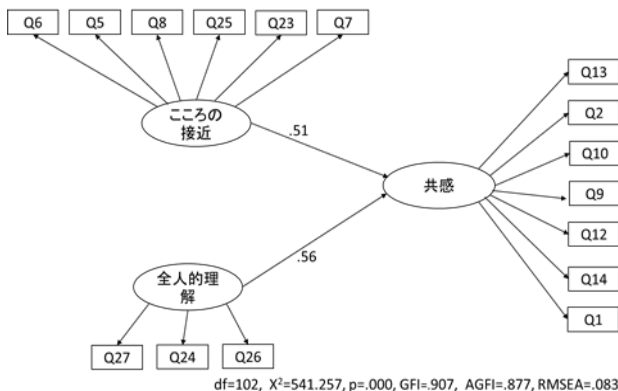 Q6 Q5 Q8 Q25 Q23 Q7
こころの
接近
.51
Q13
Q2
Q10
共感
Q9
Q12
Q14
Q1
.56
全人的理
解
Q27 Q24 Q26
df=102, X²=541.257, p=.000, GFI=.907, AGFI=.877, RMSEA=.083